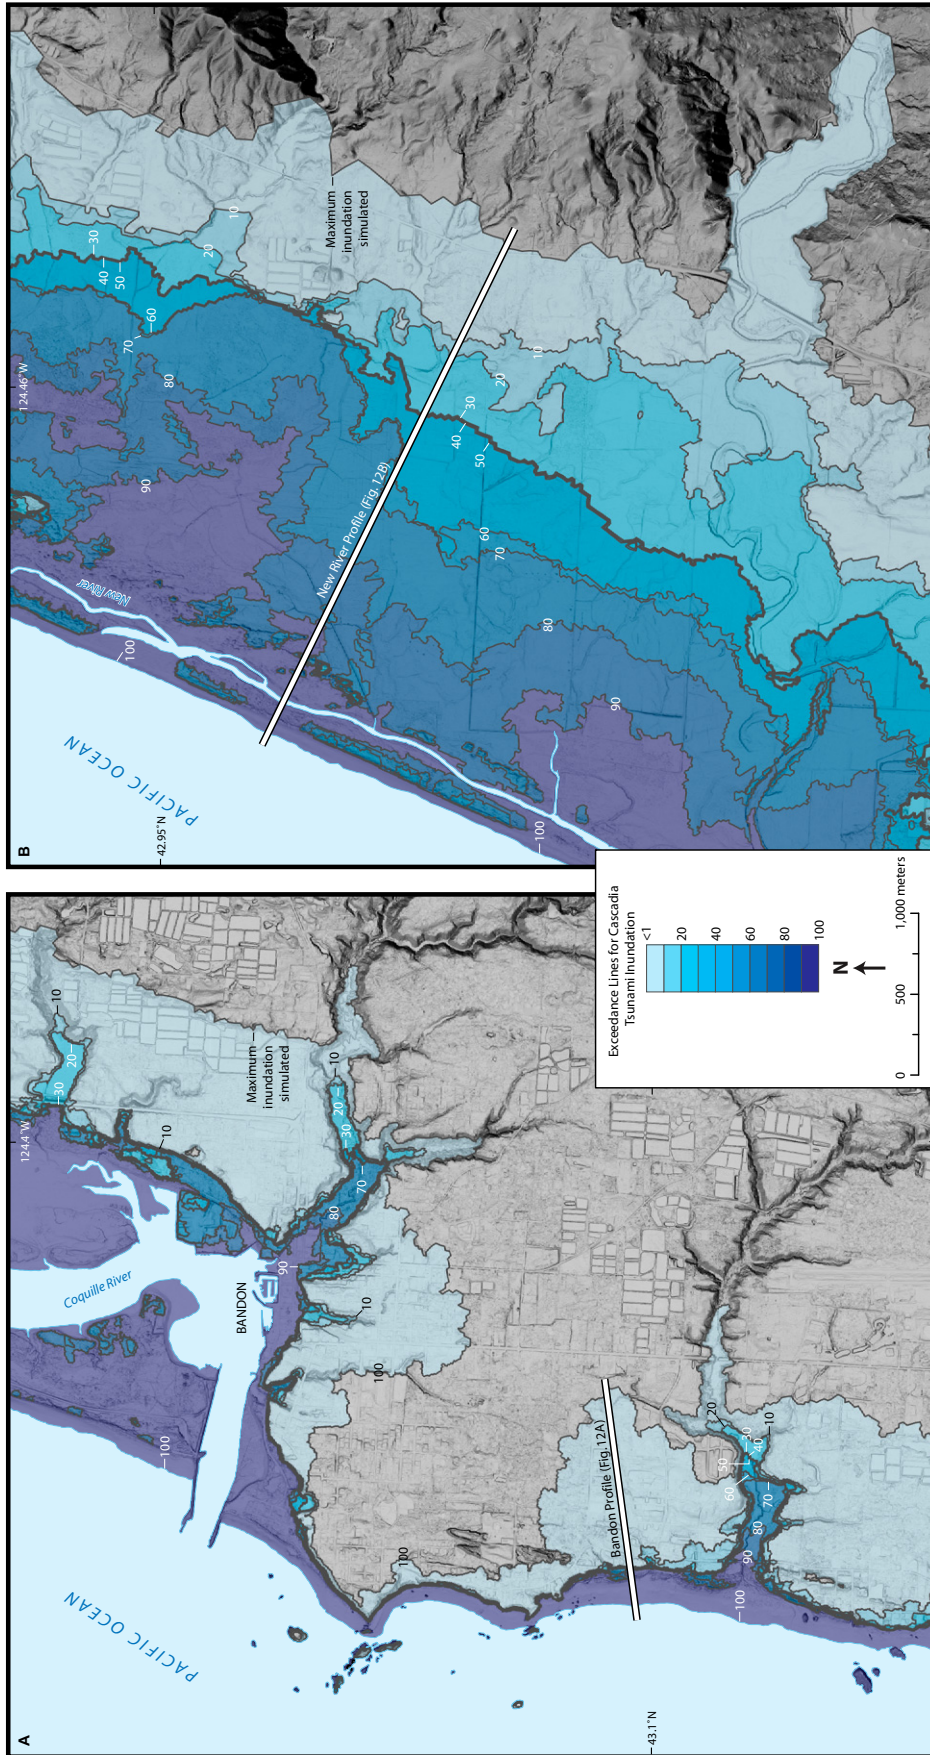 A
PACIFIC OCEAN
43.1°N
124.4°W
Coquille River
BANDON
100
90
80
70
30
20
10
30
20
10
10
10
Maximum
inundation
simulated
100
100
Bandon Profile (Fig. 12A)
100
90
80
70
60
50
40
30
20
10
B
PACIFIC OCEAN
42.95°N
124.46°W
New River
100
90
80
70
60
50
40
30
20
10
Maximum
inundation
simulated
New River Profile (Fig. 12B)
100
90
80
70
60
50
40
30
20
10
Exceedance Lines for Cascadia
Tsunami Inundation
<1
20
40
60
80
100
N
0
500
1,000 meters